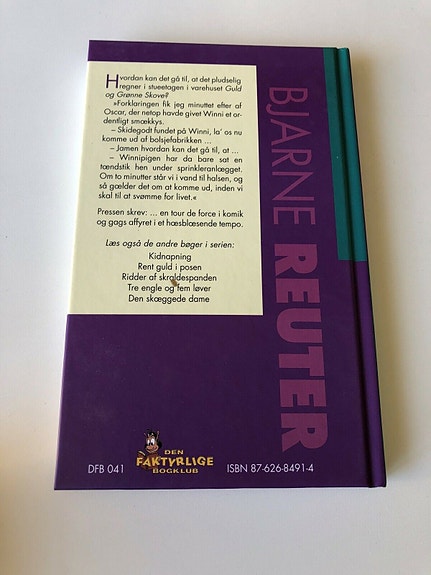 Hvordan kan det gå til, at det pludselig
regner i stueetagen i varehuset Guld
og Grønne Skove?
»Forklaringen fik jeg minuttet efter af
Oscar, der netop havde givet Winni et or-
dentligt smækkys.
– Skidegodt fundet på Winni, la' os nu
komme ud af bolsjefabrikken ...
– Jamen hvordan kan det gå til, at ...
– Winnipigen har da bare sat en
tændstik hen under sprinkleranlægget.
Om to minutter står vi i vand til halsen, og
så gælder det om at komme ud, inden vi
skal til at svømme for livet.«
Pressen skrev: ... en tour de force i komik
og gags affyret i et hæsblæsende tempo.
Læs også de andre bøger i serien:
Kidnapning
Rent guld i posen
Ridder af skraldespanden
Tre engle og fem løver
Den skæggede dame
BJARNE REUTER
DFB 041
DEN
FAKTYRLIGE
BOGKLUB
ISBN 87-626-8491-4